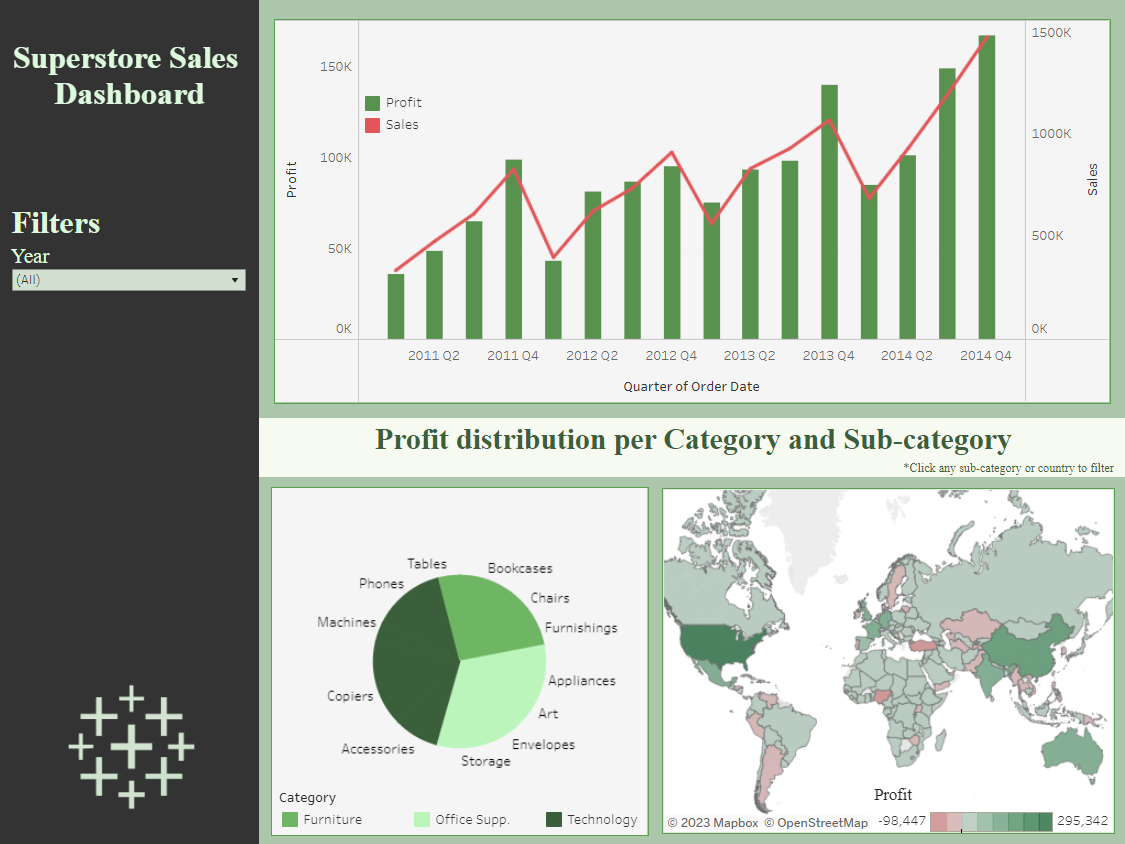 Superstore Sales
Dashboard
Filters
Year
(All)
150K
100K
50K
0K
Profit
Profit
Sales
1500K
1000K
500K
0K
Sales
2011 Q2
2011 Q4
2012 Q2
2012 Q4
2013 Q2
2013 Q4
2014 Q2
2014 Q4
Quarter of Order Date
Profit distribution per Category and Sub-category
*Click any sub-category or country to filter
Tables
Bookcases
Phones
Chairs
Machines
Furnishings
Appliances
Copiers
Art
Accessories
Envelopes
Storage
Category
Furniture
Office Supp.
Technology
Profit
© 2023 Mapbox © OpenStreetMap
-98,447
295,342